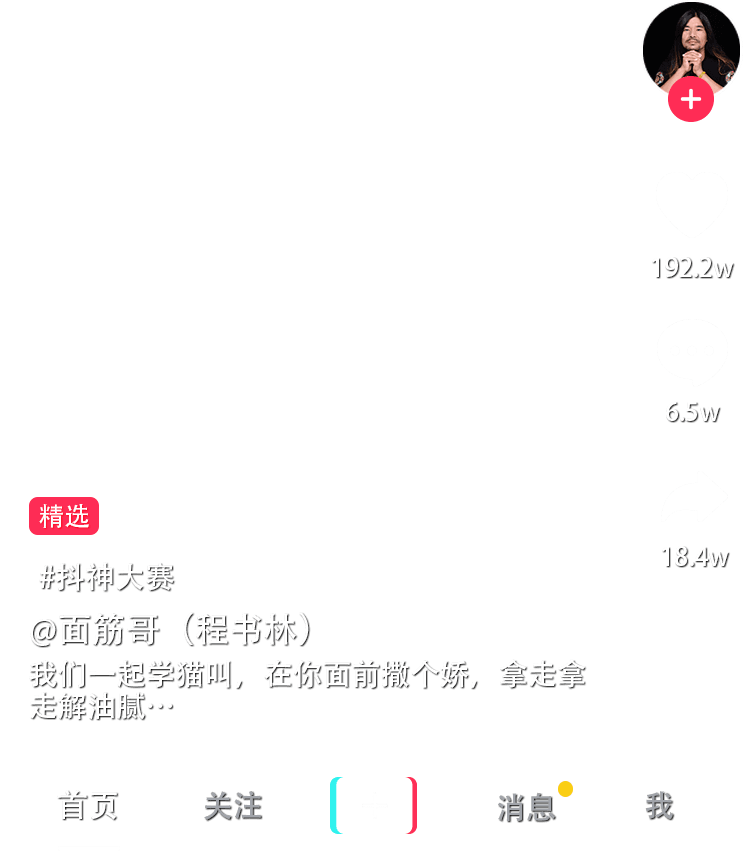 192.2w
6.5w
18.4w
精选
#抖神大赛
@面筋哥（程书林）
我们一起学猫叫，在你面前撒个娇，拿走拿
走解油腻…
首页 关注 消息 我